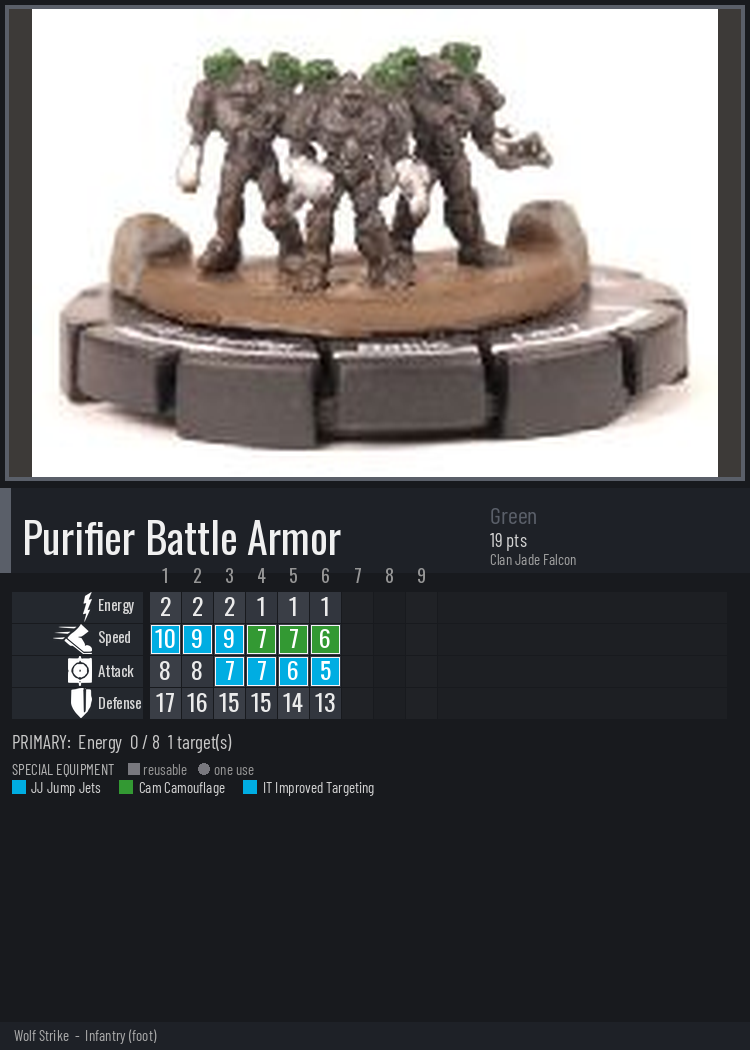 Purifier Battle Armor
Green
19 pts
Clan Jade Falcon
1 2 3 4 5 6 7 8 9
Energy 2 2 2 1 1 1
Speed 10 9 9 7 7 6
Attack 8 8 7 7 6 5
Defense 17 16 15 15 14 13
PRIMARY: Energy 0 / 8 1 target(s)
SPECIAL EQUIPMENT reusable one use
JJ Jump Jets Cam Camouflage IT Improved Targeting
Wolf Strike - Infantry (foot)